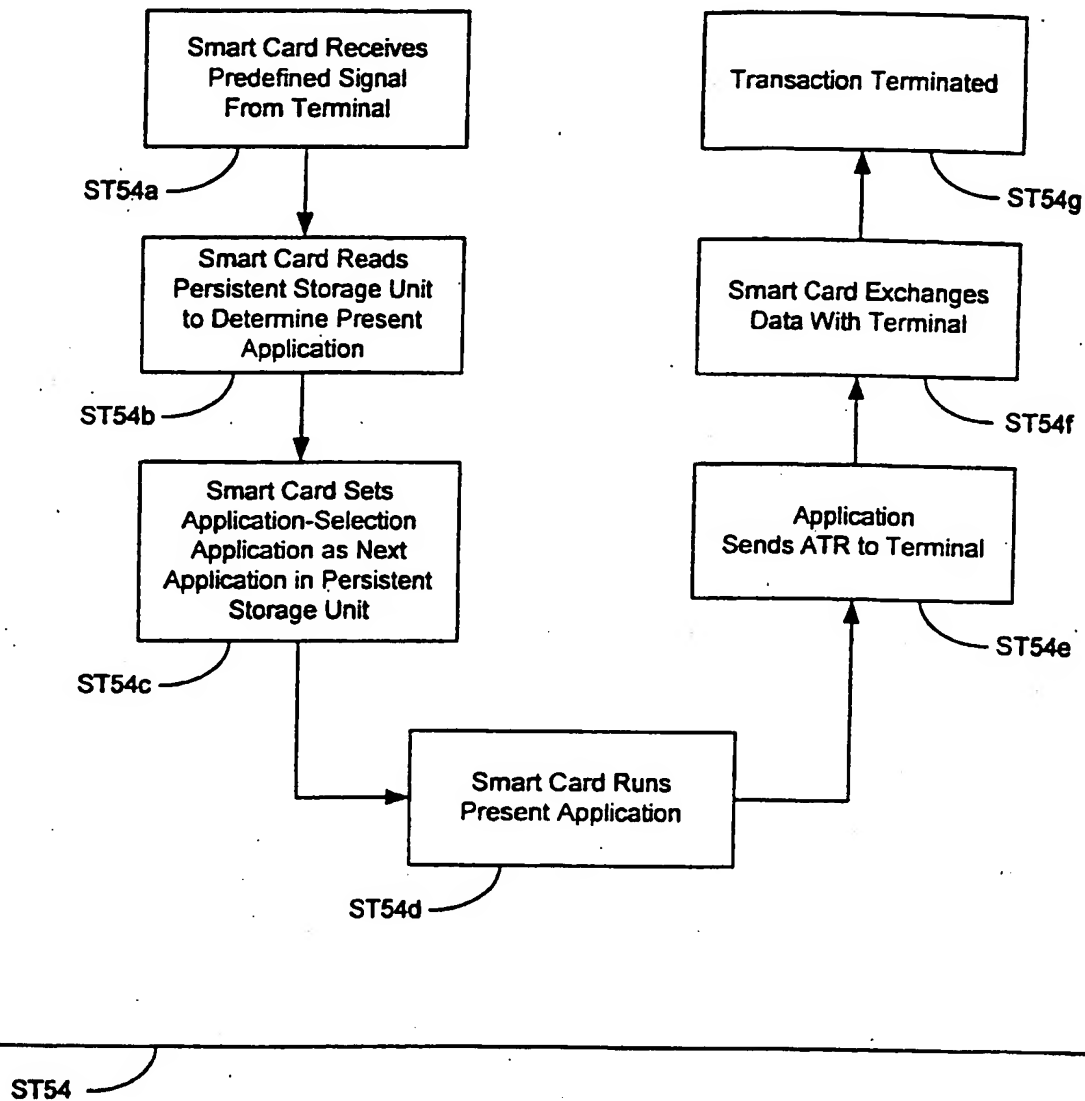 Smart Card Receives
Predefined Signal
From Terminal
ST54a
Smart Card Reads
Persistent Storage Unit
to Determine Present
Application
ST54b
Smart Card Sets
Application-Selection
Application as Next
Application in Persistent
Storage Unit
ST54c
Smart Card Runs
Present Application
ST54d
Application
Sends ATR to Terminal
ST54e
Smart Card Exchanges
Data With Terminal
ST54f
Transaction Terminated
ST54g
ST54